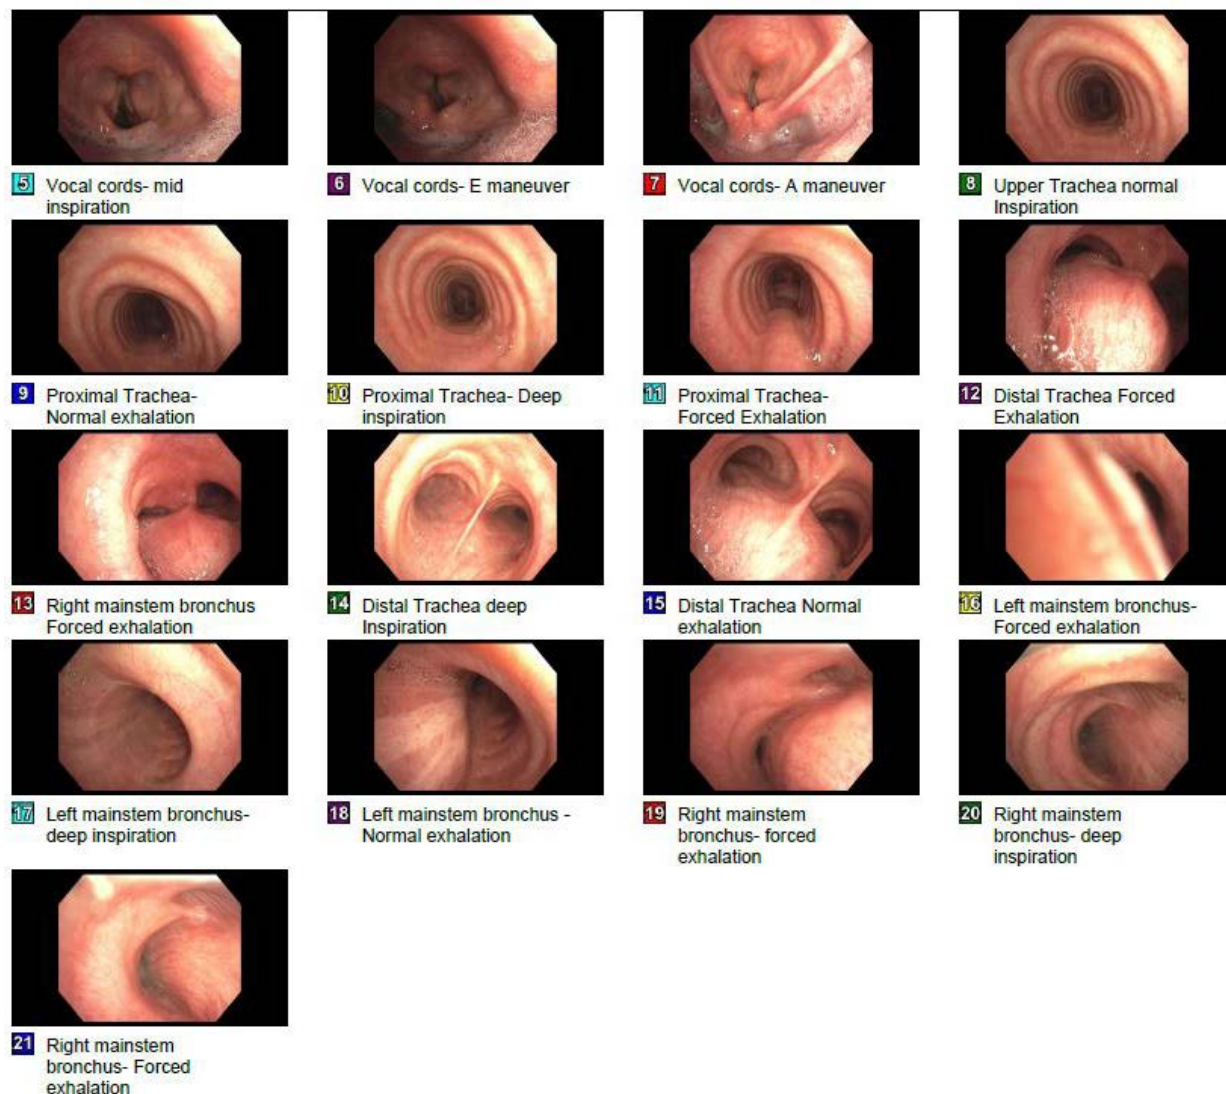 5 Vocal cords- mid
inspiration
6 Vocal cords- E maneuver
7 Vocal cords- A maneuver
8 Upper Trachea normal
Inspiration
9 Proximal Trachea-
Normal exhalation
10 Proximal Trachea- Deep
inspiration
11 Proximal Trachea-
Forced Exhalation
12 Distal Trachea Forced
Exhalation
13 Right mainstem bronchus
Forced exhalation
14 Distal Trachea deep
Inspiration
15 Distal Trachea Normal
exhalation
16 Left mainstem bronchus-
Forced exhalation
17 Left mainstem bronchus-
deep inspiration
18 Left mainstem bronchus -
Normal exhalation
19 Right mainstem
bronchus- forced
exhalation
20 Right mainstem
bronchus- deep
inspiration
21 Right mainstem
bronchus- Forced
exhalation